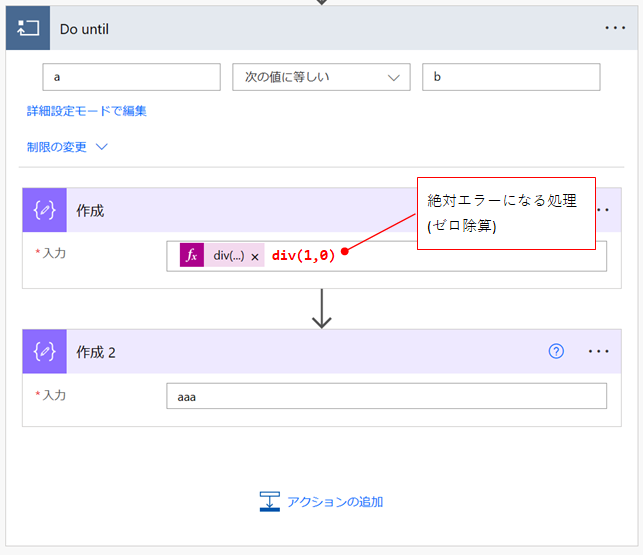 Do until
a
次の値に等しい
b
詳細設定モードで編集
制限の変更
作成
絶対エラーになる処理
(ゼロ除算)
*入力
fx div(...) × div(1,0)
作成 2
*入力
aaa
アクションの追加